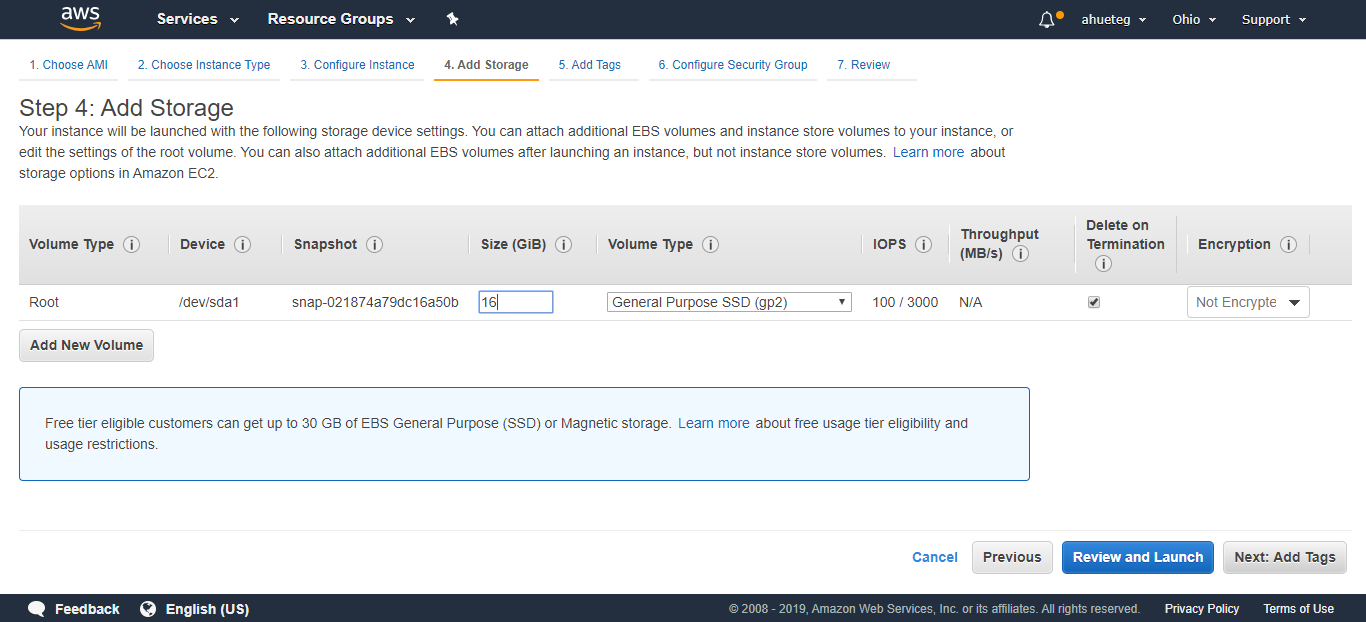 aws Services Resource Groups ahueteg Ohio Support
1. Choose AMI 2. Choose Instance Type 3. Configure Instance 4. Add Storage 5. Add Tags 6. Configure Security Group 7. Review
Step 4: Add Storage
Your instance will be launched with the following storage device settings. You can attach additional EBS volumes and instance store volumes to your instance, or
edit the settings of the root volume. You can also attach additional EBS volumes after launching an instance, but not instance store volumes. Learn more about
storage options in Amazon EC2.
Volume Type i Device i Snapshot i Size (GiB) i Volume Type i IOPS i Throughput (MB/s) i Delete on Termination i Encryption i
Root /dev/sda1 snap-021874a79dc16a50b 16 General Purpose SSD (gp2) 100 / 3000 N/A Not Encrypte
Add New Volume
Free tier eligible customers can get up to 30 GB of EBS General Purpose (SSD) or Magnetic storage. Learn more about free usage tier eligibility and
usage restrictions.
Cancel Previous Review and Launch Next: Add Tags
Feedback English (US) © 2008 - 2019, Amazon Web Services, Inc. or its affiliates. All rights reserved. Privacy Policy Terms of Use